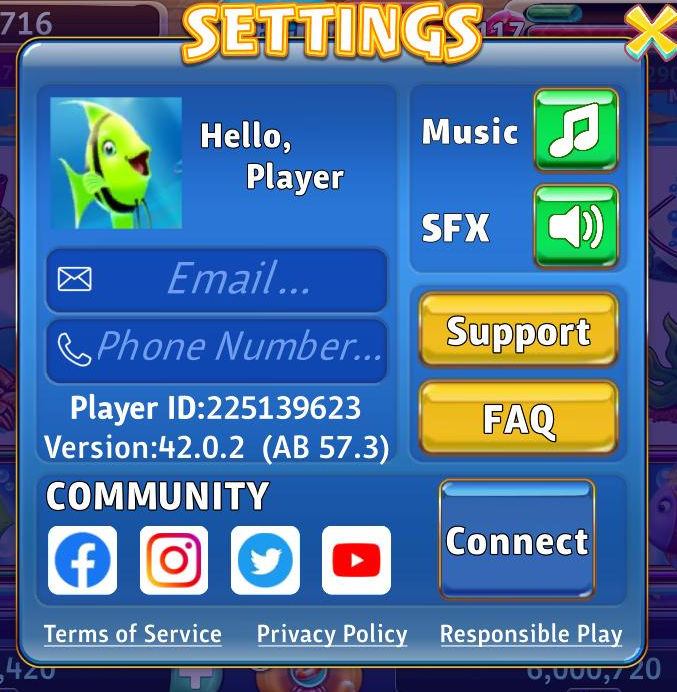 716
SETTINGS
117
Hello,
Player
Music
SFX
Email...
Phone Number...
Support
Player ID:225139623
FAQ
Version:42.0.2 (AB 57.3)
COMMUNITY
Connect
Terms of Service
Privacy Policy
Responsible Play
,420
6,000,720